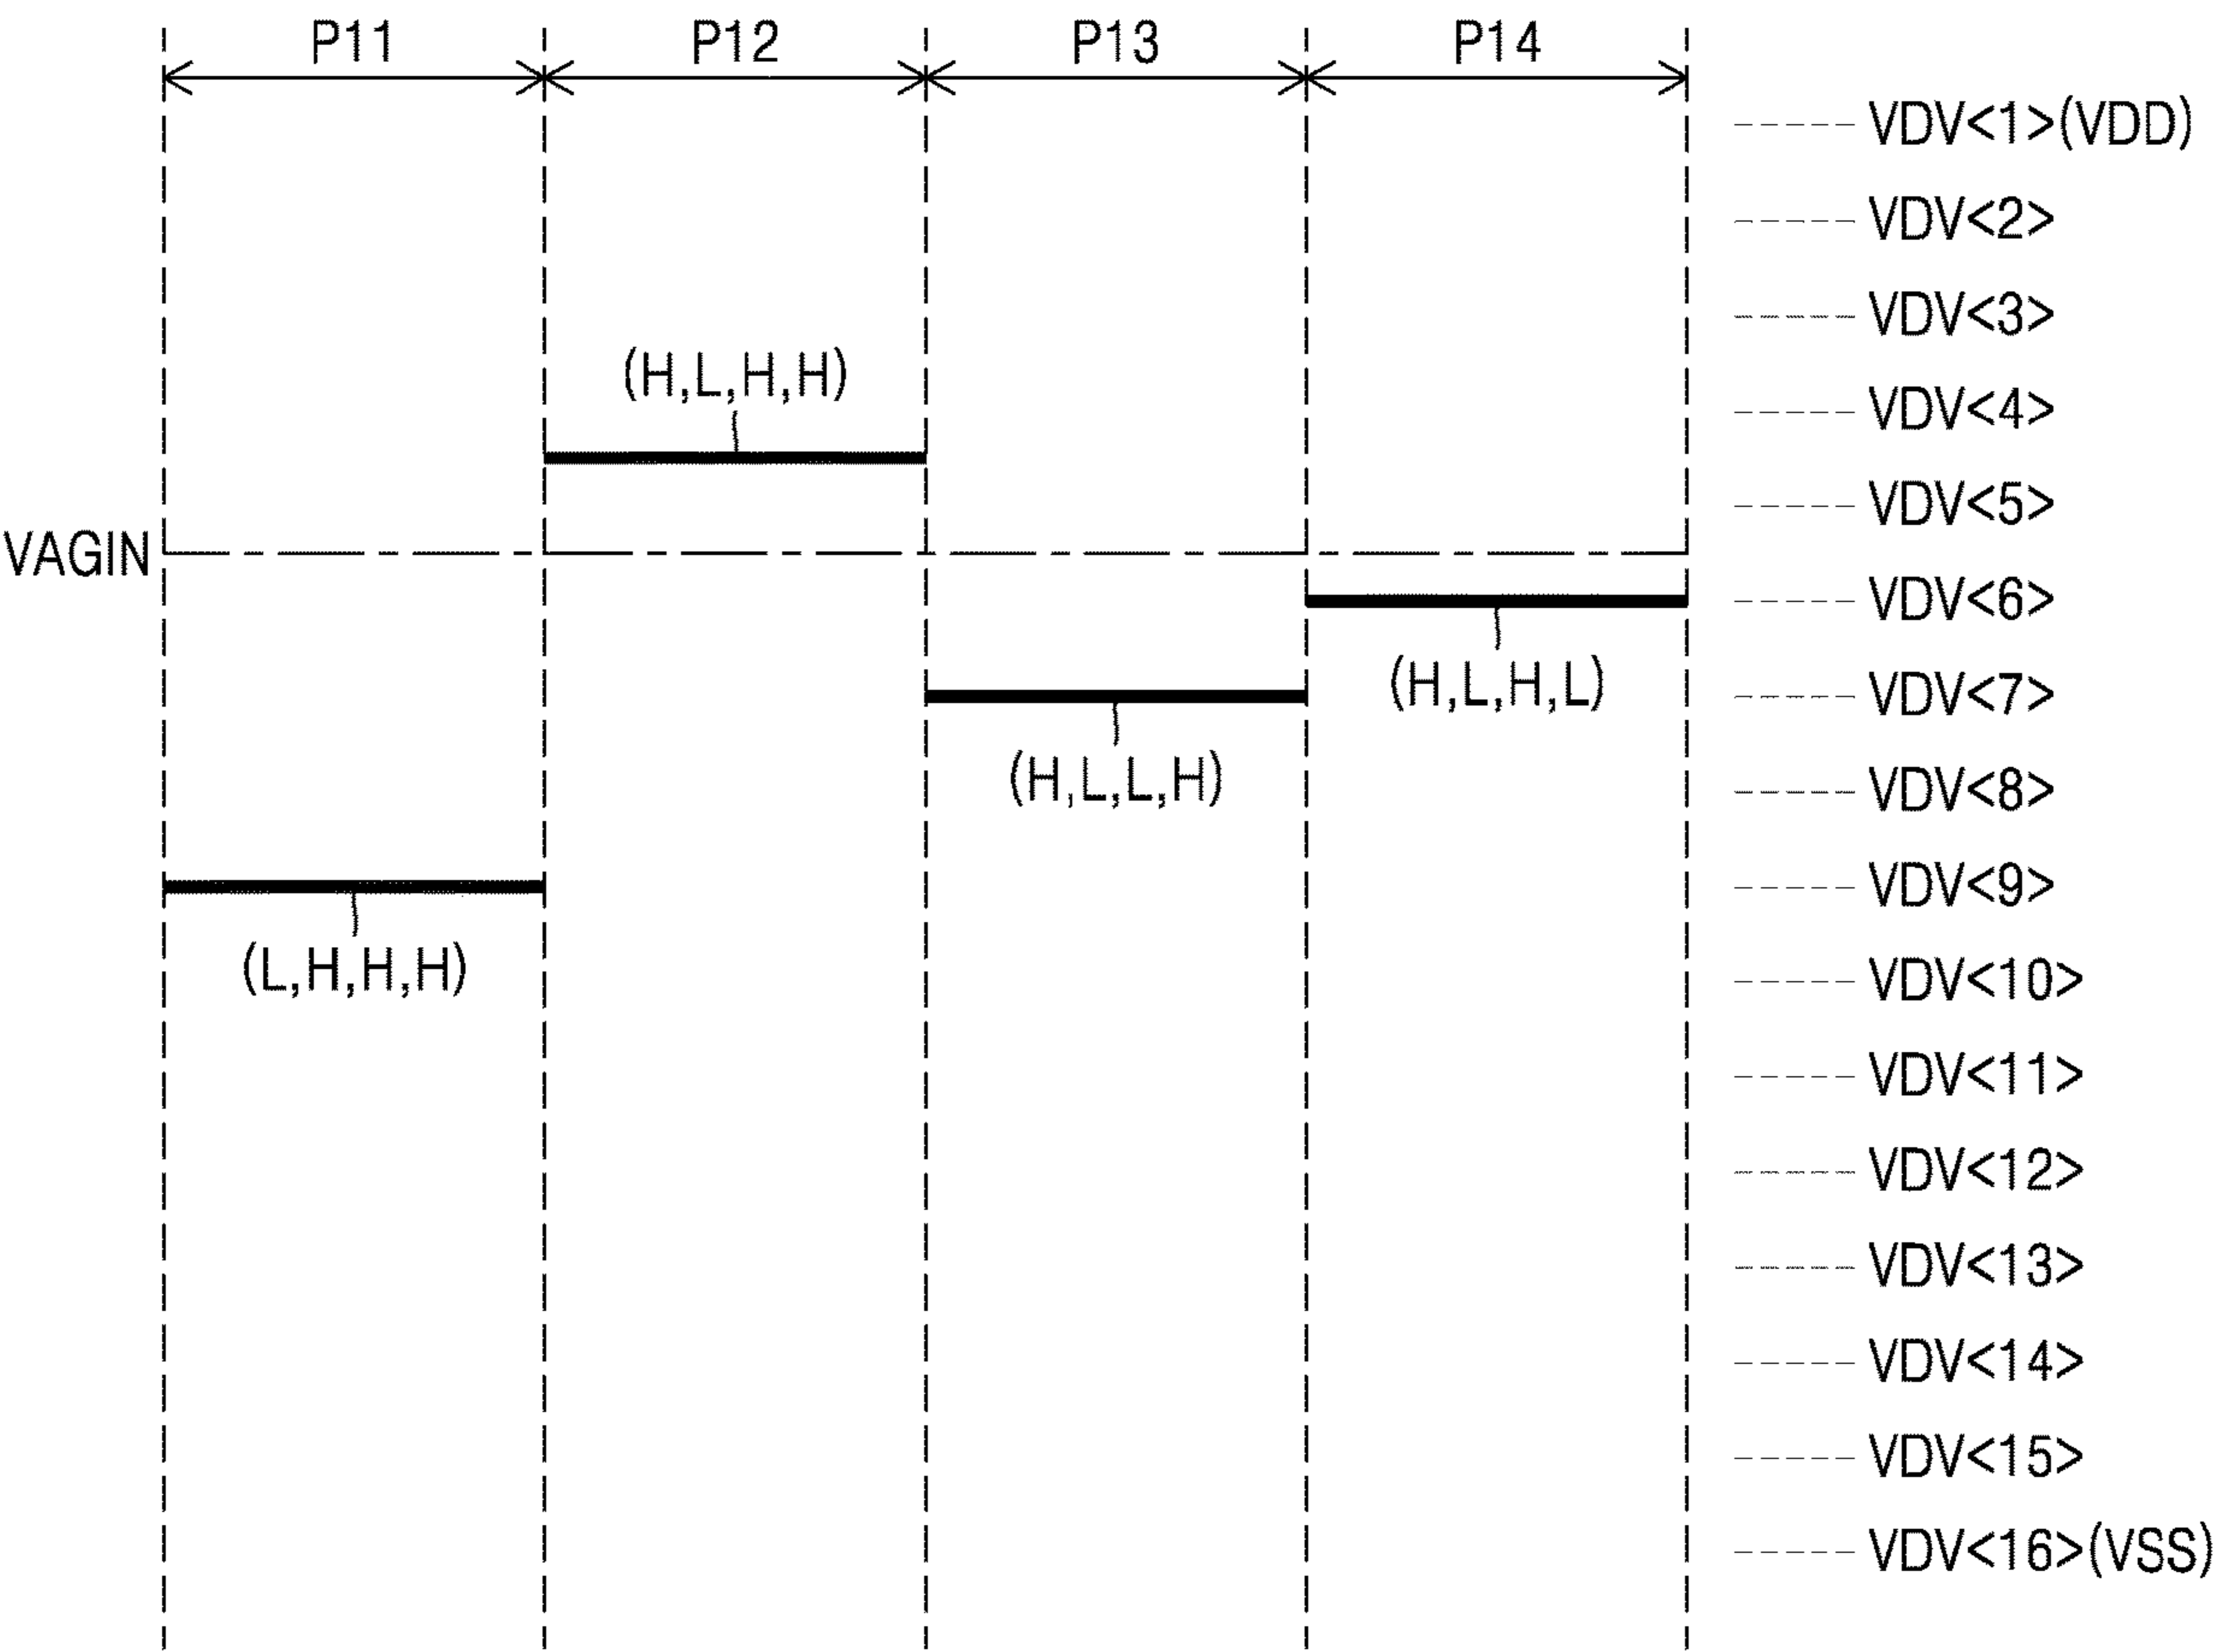 P11 P12 P13 P14
VDV<1>(VDD)
VDV<2>
VDV<3>
(H,L,H,H)
VDV<4>
VDV<5>
VAGIN
VDV<6>
(H,L,H,L)
VDV<7>
(H,L,L,H)
VDV<8>
VDV<9>
(L,H,H,H)
VDV<10>
VDV<11>
VDV<12>
VDV<13>
VDV<14>
VDV<15>
VDV<16>(VSS)